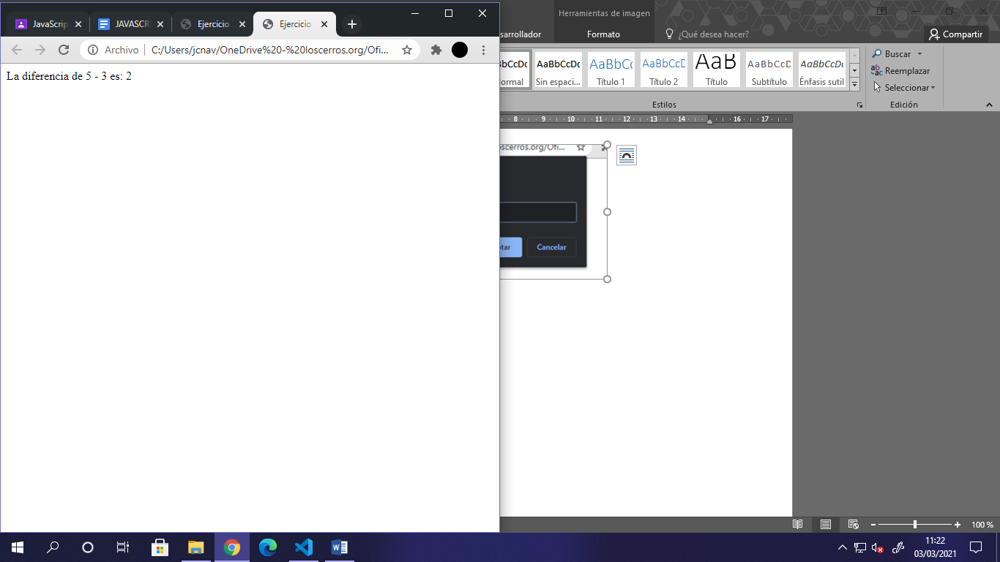 JavaScrip
JAVASCR
Ejercicio
Ejercicio
Archivo
C:/Users/jcnav/OneDrive%20-%20loscerros.org/Ofi...
La diferencia de 5 - 3 es: 2
Herramientas de imagen
sarrollador
Formato
¿Qué desea hacer?
Compartir
AaBbCcDc
AaBbCc
AaBbCcD
AaB
AaBbCcD
AaBbCcDc
ormal
Sin espaci...
Título 1
Título 2
Título
Subtítulo
Énfasis sutil
Estilos
Buscar
Reemplazar
Seleccionar
Edición
8 9 10 11 12 13 14 16 17
oscerros.org/Ofi...
tar
Cancelar
100 %
11:22
03/03/2021